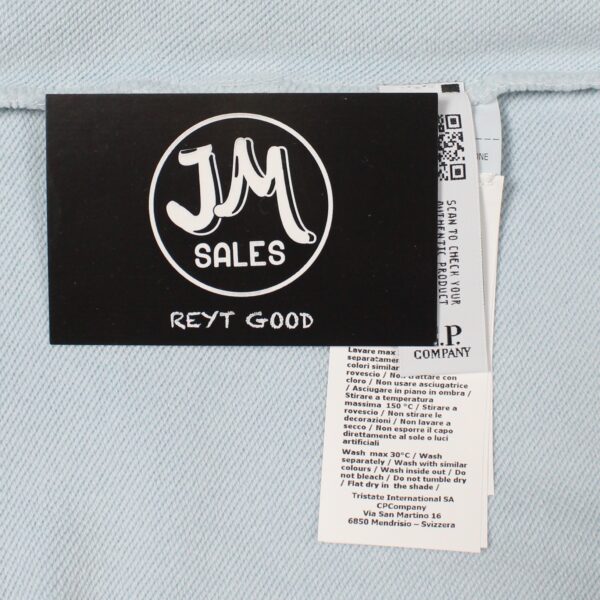 JM
SALES
REYT GOOD
NE
SCAN TO CHECK YOUR
AUTHENTIC PRODUCT
.P.
COMPANY
Lavare max
separatamen
colori similar
rovescio / Non trattare con
cloro / Non usare asciugatrice
/ Asciugare in piano in ombra /
Stirare a temperatura
massima 150 °C / Stirare a
rovescio / Non stirare le
decorazioni / Non lavare a
secco / Non esporre il capo
direttamente al sole o luci
artificiali
Wash max 30°C / Wash
separately / Wash with similar
colours / Wash inside out / Do
not bleach / Do not tumble dry
/ Flat dry in the shade /
Tristate International SA
CPCompany
Via San Martino 16
6850 Mendrisio - Svizzera